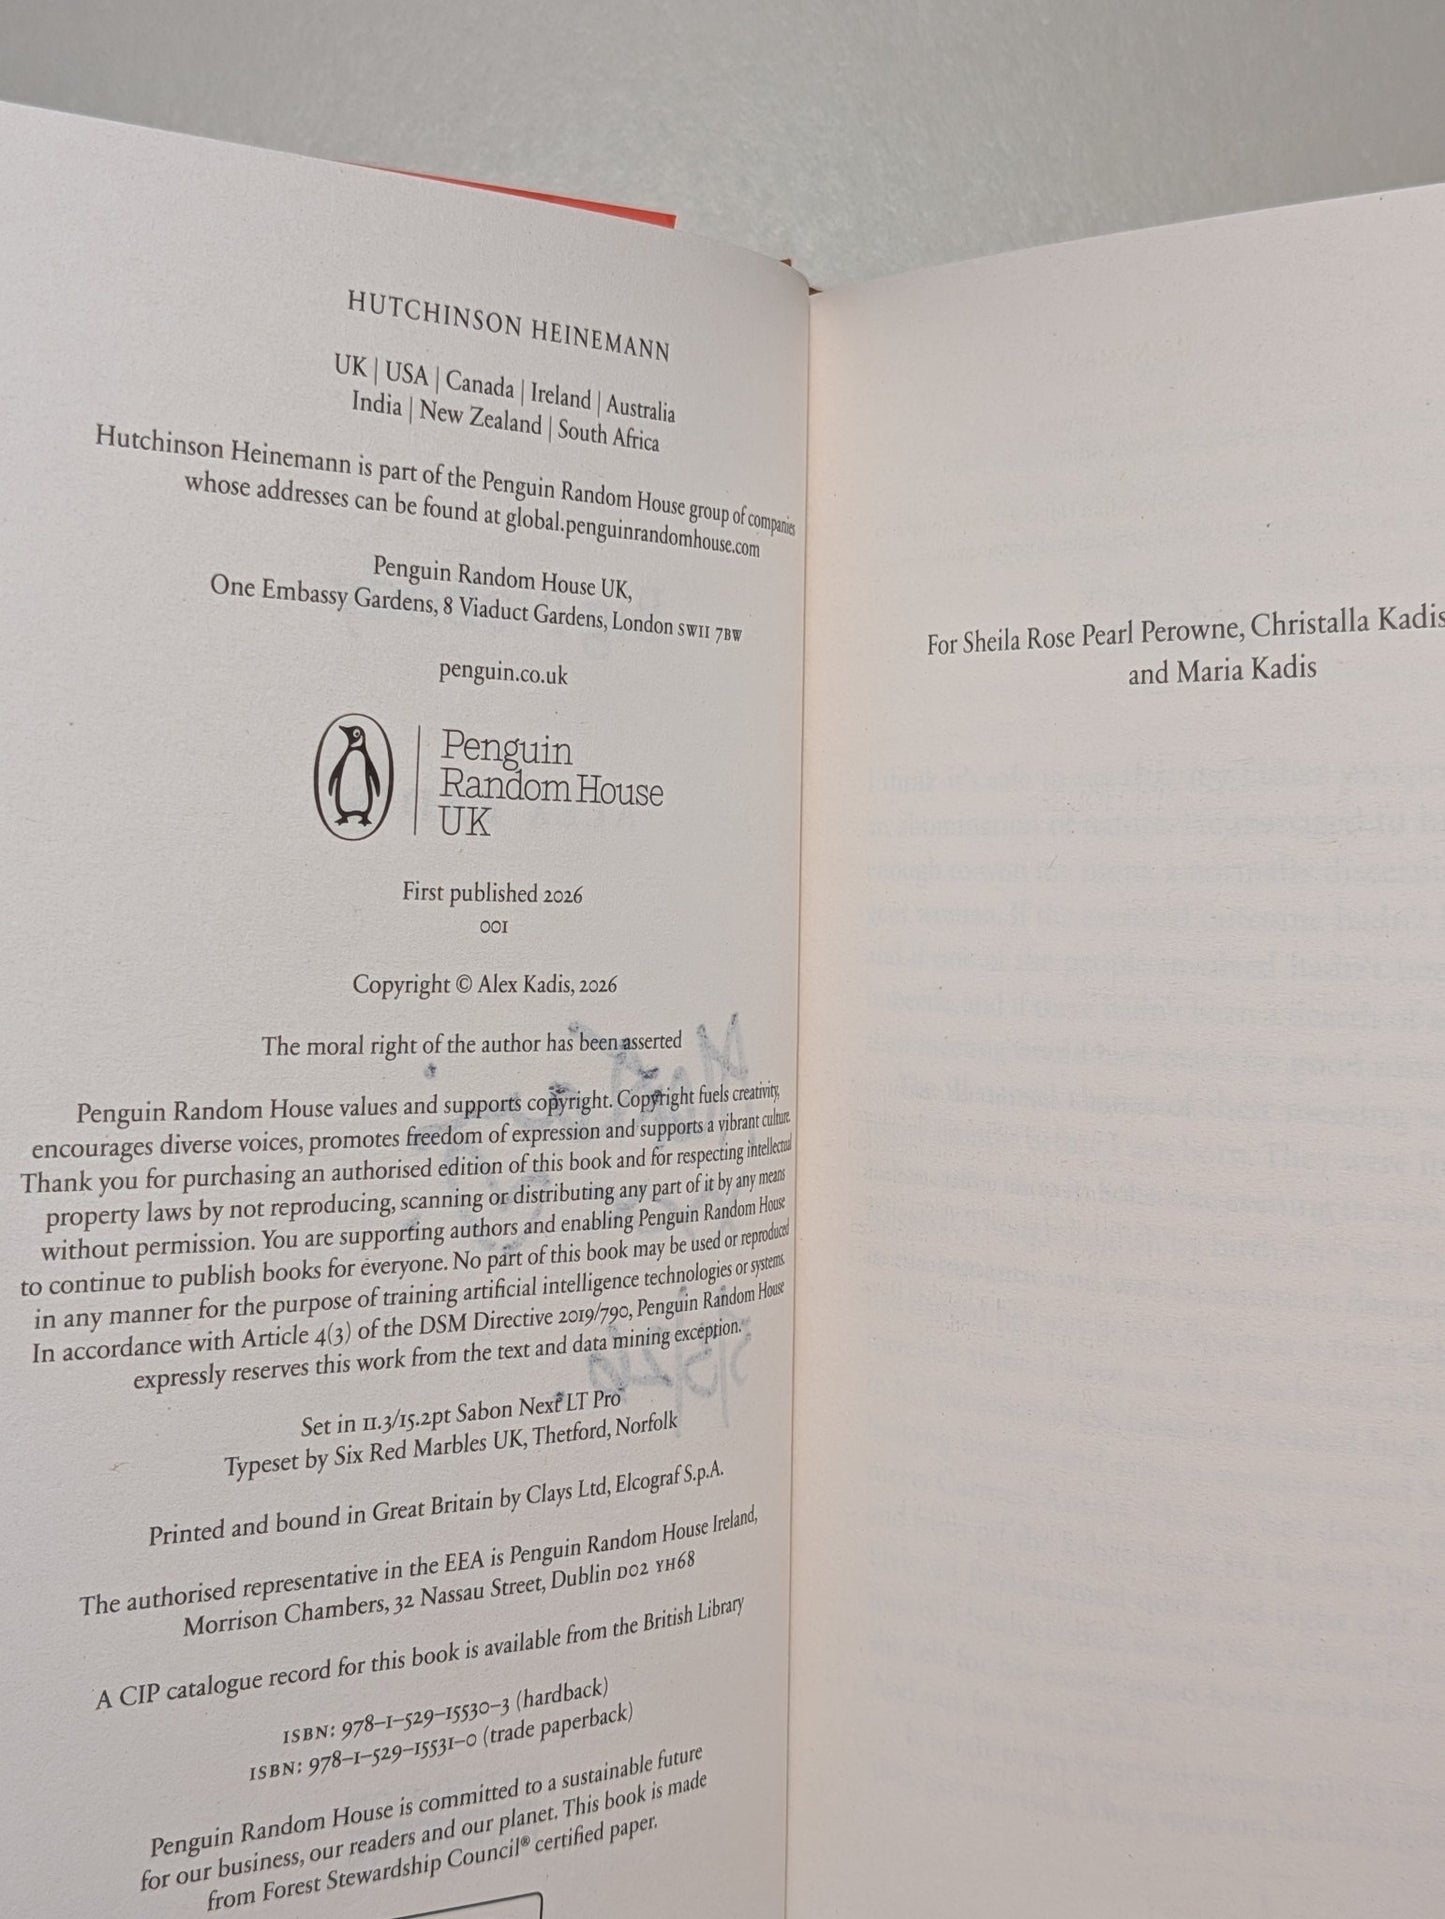 HUTCHINSON HEINEMANN
UK | USA | Canada | Ireland | Australia
India | New Zealand | South Africa
Hutchinson Heinemann is part of the Penguin Random House group of companies
whose addresses can be found at global.penguinrandomhouse.com
Penguin Random House UK,
One Embassy Gardens, 8 Viaduct Gardens, London SW11 7BW
penguin.co.uk
Penguin
Random House
UK
First published 2026
001
Copyright © Alex Kadis, 2026
The moral right of the author has been asserted
Penguin Random House values and supports copyright. Copyright fuels creativity,
encourages diverse voices, promotes freedom of expression and supports a vibrant culture.
Thank you for purchasing an authorised edition of this book and for respecting intellectual
property laws by not reproducing, scanning or distributing any part of it by any means
without permission. You are supporting authors and enabling Penguin Random House
to continue to publish books for everyone. No part of this book may be used or reproduced
in any manner for the purpose of training artificial intelligence technologies or systems.
In accordance with Article 4(3) of the DSM Directive 2019/790, Penguin Random House
expressly reserves this work from the text and data mining exception.
Set in 11.3/15.2pt Sabon Next LT Pro
Typeset by Six Red Marbles UK, Thetford, Norfolk
Printed and bound in Great Britain by Clays Ltd, Elcograf S.p.A.
The authorised representative in the EEA is Penguin Random House Ireland,
Morrison Chambers, 32 Nassau Street, Dublin D02 YH68
A CIP catalogue record for this book is available from the British Library
ISBN: 978–1–529–15530–3 (hardback)
ISBN: 978–1–529–15531–0 (trade paperback)
Penguin Random House is committed to a sustainable future
for our business, our readers and our planet. This book is made
from Forest Stewardship Council® certified paper.
For Sheila Rose Pearl Perowne, Christalla Kadis
and Maria Kadis